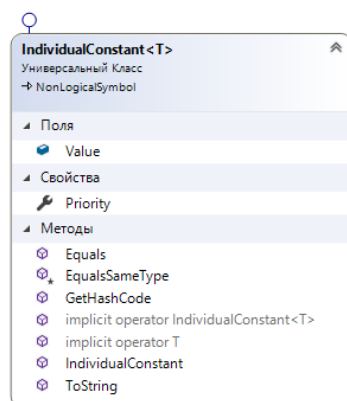 IndividualConstant<T>
Универсальный Класс
NonLogicalSymbol
Поля
Value
Свойства
Priority
Методы
Equals
EqualsSameType
GetHashCode
implicit operator IndividualConstant<T>
implicit operator T
IndividualConstant
ToString